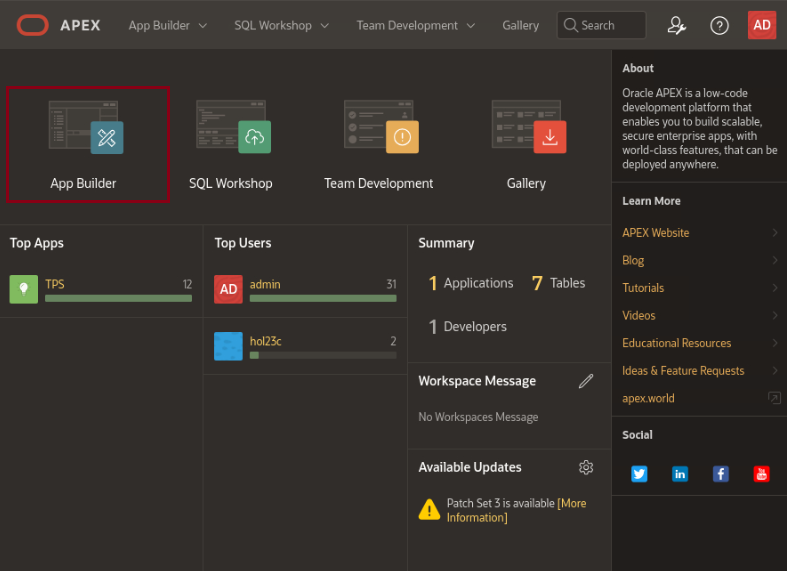 APEX App Builder SQL Workshop Team Development Gallery Search AD
App Builder
SQL Workshop
Team Development
Gallery
Top Apps
TPS 12
Top Users
AD admin 31
hol23c 2
Summary
1 Applications 7 Tables
1 Developers
Workspace Message
No Workspaces Message
Available Updates
Patch Set 3 is available [More
Information]
About
Oracle APEX is a low-code
development platform that
enables you to build scalable,
secure enterprise apps, with
world-class features, that can be
deployed anywhere.
Learn More
APEX Website
Blog
Tutorials
Videos
Educational Resources
Ideas & Feature Requests
apex.world
Social
in
f
You
Tube